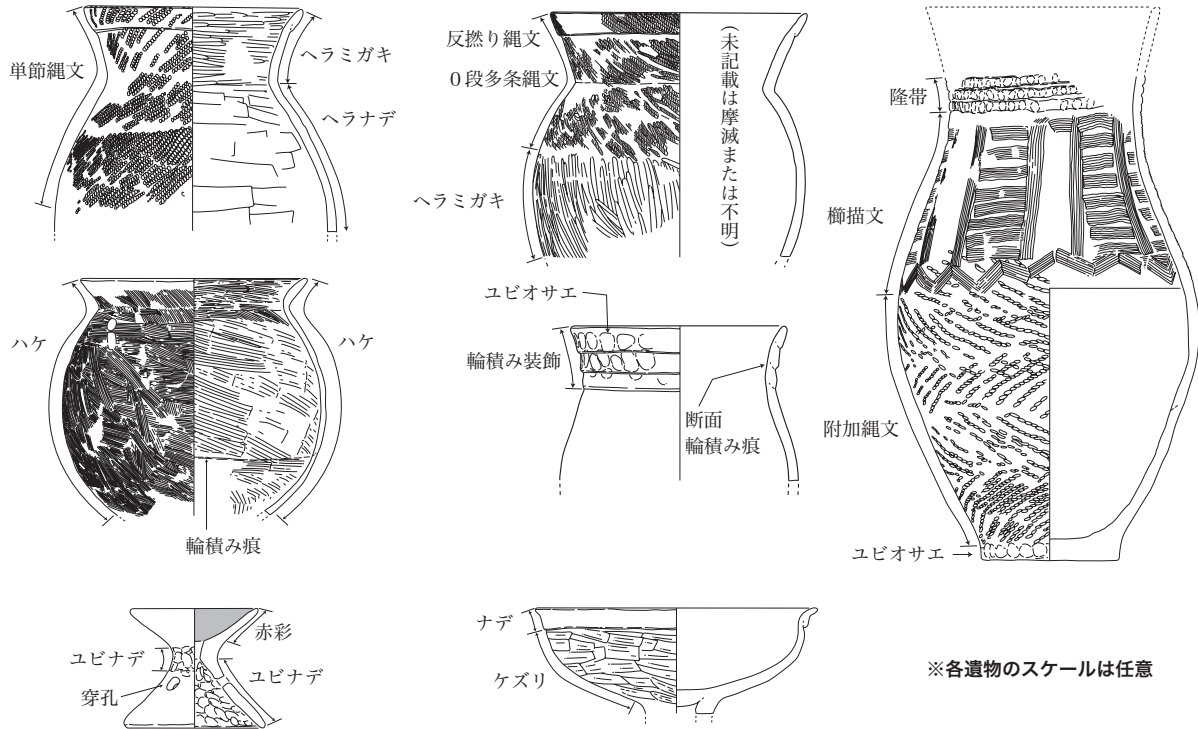 単節縄文
ヘラミガキ
ヘラナデ
反撚り縄文
0段多条縄文
ヘラミガキ
（未記載は摩滅または不明）
隆帯
櫛描文
附加縄文
ユビオサエ
ハケ
ハケ
輪積み痕
ユビオサエ
輪積み装飾
断面
輪積み痕
赤彩
ユビナデ
ユビナデ
穿孔
ナデ
ケズリ
※各遺物のスケールは任意